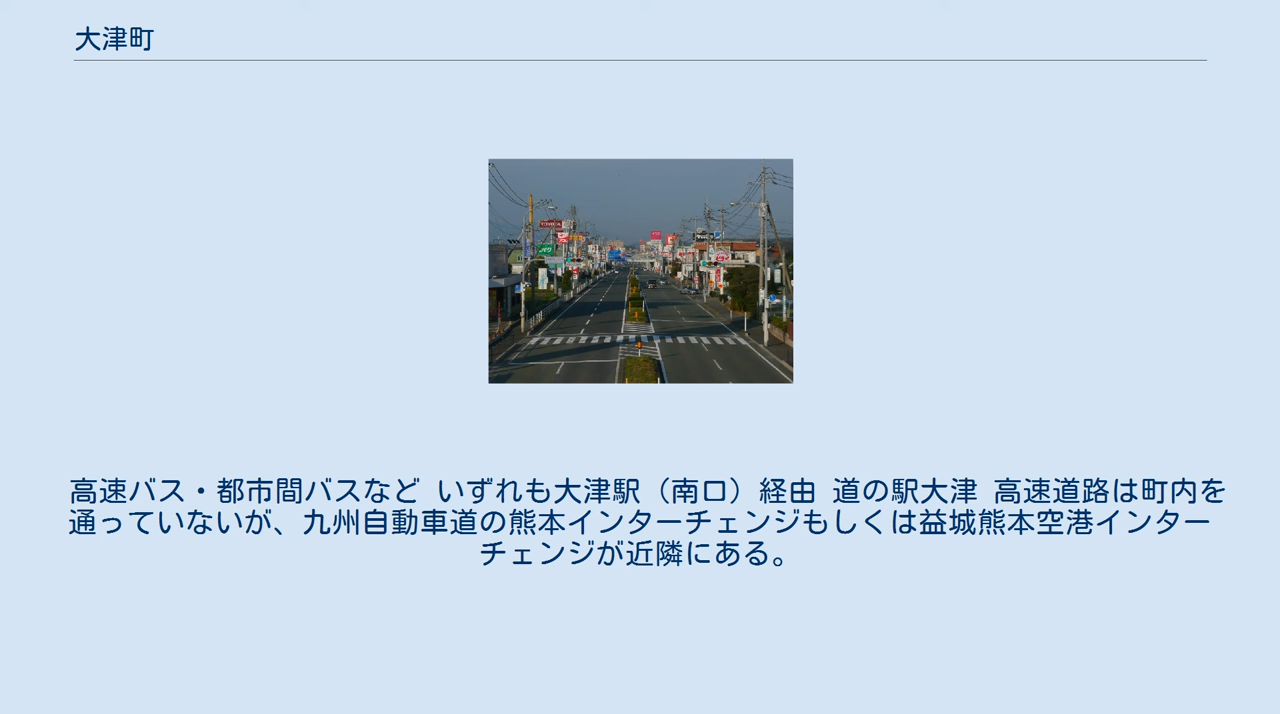 大津町
高速バス・都市間バスなど いずれも大津駅（南口）経由 道の駅大津 高速道路は町内を
通っていないが、九州自動車道の熊本インターチェンジもしくは益城熊本空港インター
チェンジが近隣にある。